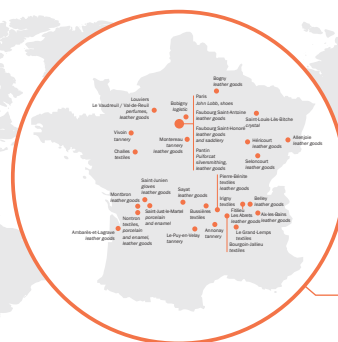 Bogny
leather goods
Louviers
Le Vaudreuil / Val-de-Reuil
perfumes,
leather goods
Bobigny
logistic
Paris
John Lobb, shoes
Faubourg Saint-Antoine
leather goods
Faubourg Saint-Honoré
leather goods
and saddlery
Pantin
Puiforcat
silversmithing,
leather goods
Saint-Louis-Lès-Bitche
crystal
Vivoin
tannery
Montereau
tannery
leather goods
Challes
textiles
Héricourt
leather goods
Allenjoie
leather goods
Seloncourt
leather goods
Saint-Junien
gloves
leather goods
Montbron
leather goods
Sayat
leather goods
Pierre-Bénite
textiles
leather goods
Irigny
textiles
Belley
leather goods
Fitilieu
Les Abrets
leather goods
Aix-les-Bains
leather goods
Nontron
textiles,
porcelain
and enamel,
leather goods
Saint-Just-le-Martel
porcelain
and enamel
Bussières
textiles
Ambarès-et-Lagrave
leather goods
Le Puy-en-Velay
tannery
Annonay
tannery
Le Grand-Lemps
textiles
Bourgoin-Jallieu
textiles